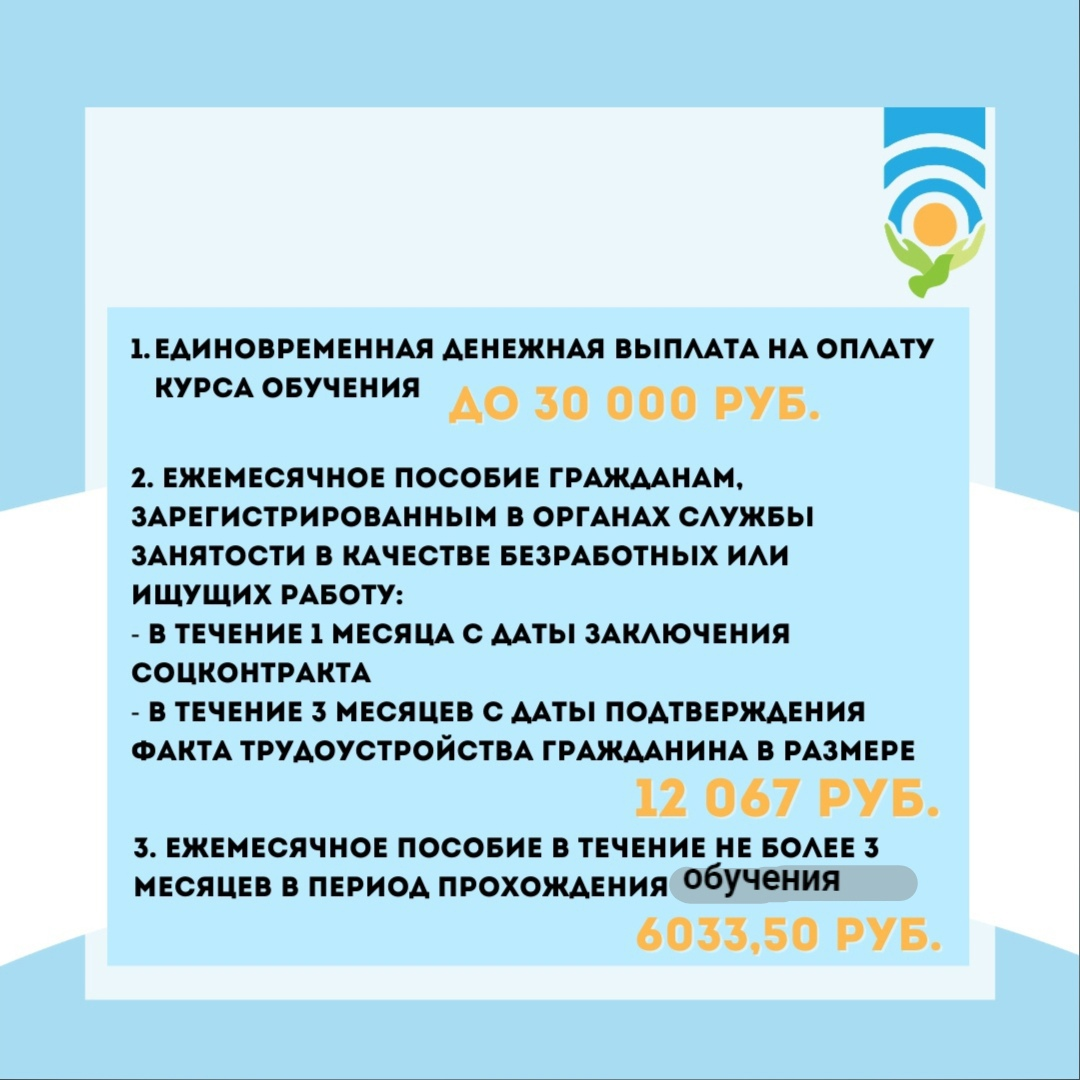 1. ЕДИНОВРЕМЕННАЯ ДЕНЕЖНАЯ ВЫПЛАТА НА ОПЛАТУ
КУРСА ОБУЧЕНИЯ
ДО 30 000 РУБ.
2. ЕЖЕМЕСЯЧНОЕ ПОСОБИЕ ГРАЖДАНАМ,
ЗАРЕГИСТРИРОВАННЫМ В ОРГАНАХ СЛУЖБЫ
ЗАНЯТОСТИ В КАЧЕСТВЕ БЕЗРАБОТНЫХ ИЛИ
ИЩУЩИХ РАБОТУ:
- В ТЕЧЕНИЕ 1 МЕСЯЦА С ДАТЫ ЗАКЛЮЧЕНИЯ
СОЦКОНТРАКТА
- В ТЕЧЕНИЕ 3 МЕСЯЦЕВ С ДАТЫ ПОДТВЕРЖДЕНИЯ
ФАКТА ТРУДОУСТРОЙСТВА ГРАЖДАНИНА В РАЗМЕРЕ
12 067 РУБ.
3. ЕЖЕМЕСЯЧНОЕ ПОСОБИЕ В ТЕЧЕНИЕ НЕ БОЛЕЕ 3
МЕСЯЦЕВ В ПЕРИОД ПРОХОЖДЕНИЯ обучения
6033,50 РУБ.